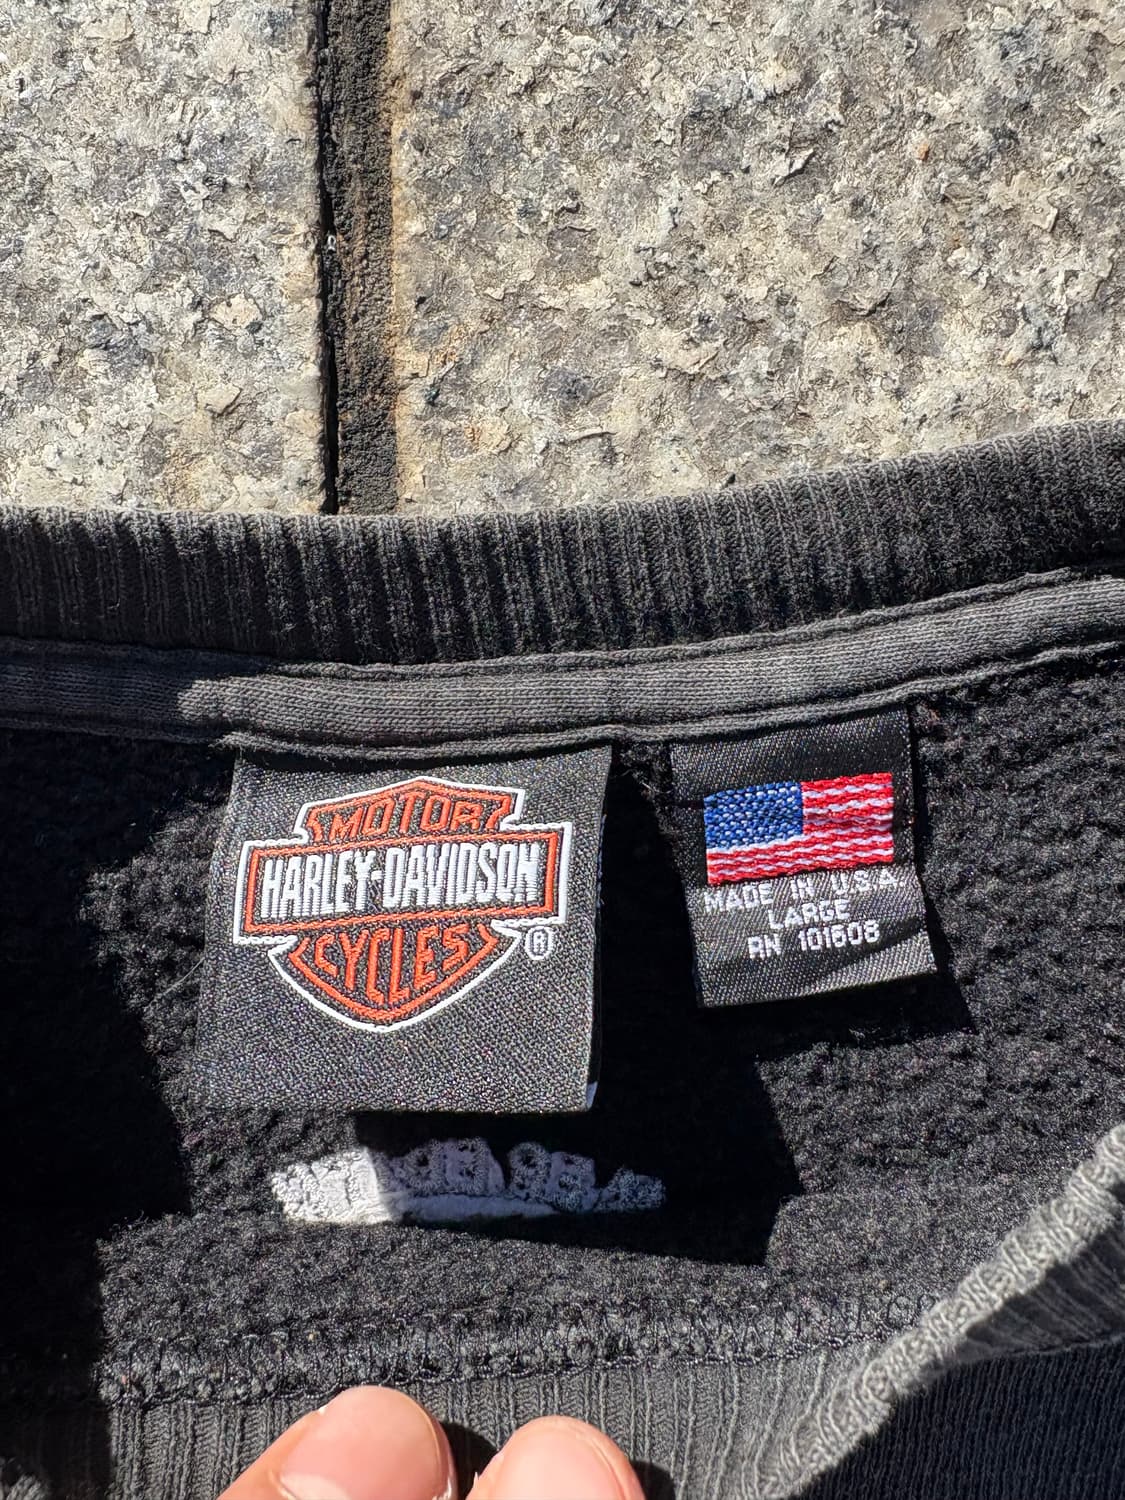 MOTOR
HARLEY-DAVIDSON
CYCLES
®
MADE IN U.S.A.
LARGE
RN 101608